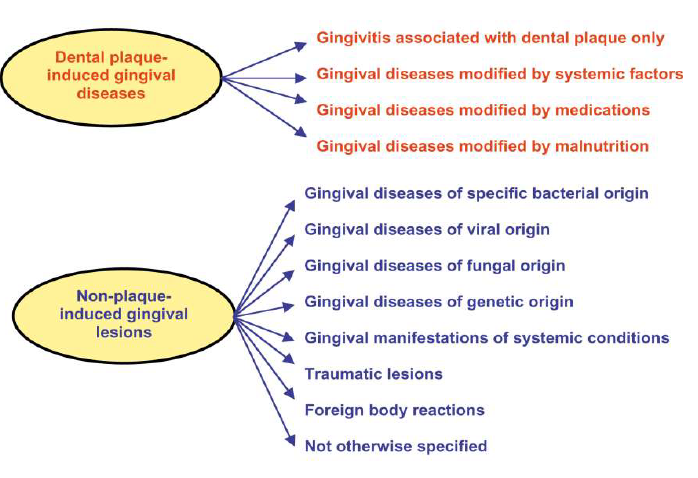 Dental plaque-
induced gingival
diseases
Gingivitis associated with dental plaque only
Gingival diseases modified by systemic factors
Gingival diseases modified by medications
Gingival diseases modified by malnutrition
Non-plaque-
induced gingival
lesions
Gingival diseases of specific bacterial origin
Gingival diseases of viral origin
Gingival diseases of fungal origin
Gingival diseases of genetic origin
Gingival manifestations of systemic conditions
Traumatic lesions
Foreign body reactions
Not otherwise specified